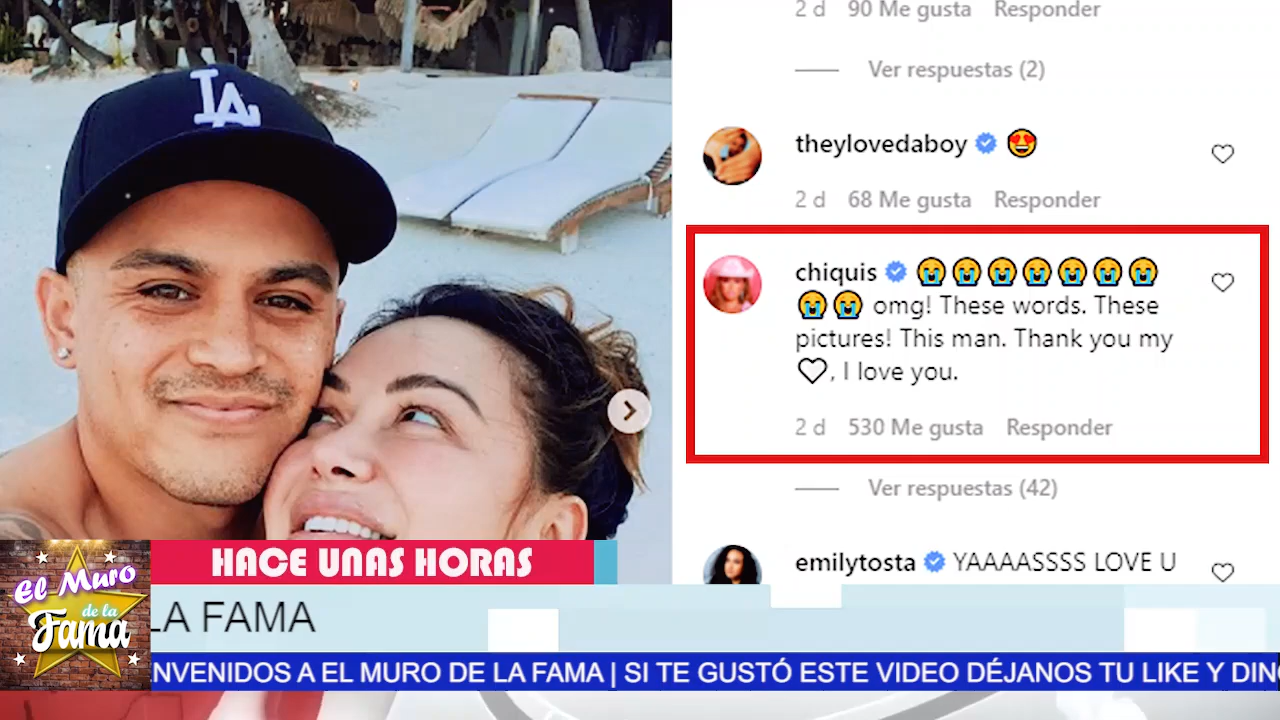 LA
2 d 90 Me gusta Responder
Ver respuestas (2)
theylovedaboy 😍
2 d 68 Me gusta Responder
chiquis 😭😭😭😭😭😭😭
😭😭 omg! These words. These
pictures! This man. Thank you my
🤍, I love you.
2 d 530 Me gusta Responder
Ver respuestas (42)
emilytosta YAAAASSSS LOVE U
HACE UNAS HORAS
El Muro
de la
Fama
LA FAMA
NVENIDOS A EL MURO DE LA FAMA | SI TE GUSTÓ ESTE VIDEO DÉJANOS TU LIKE Y DIN